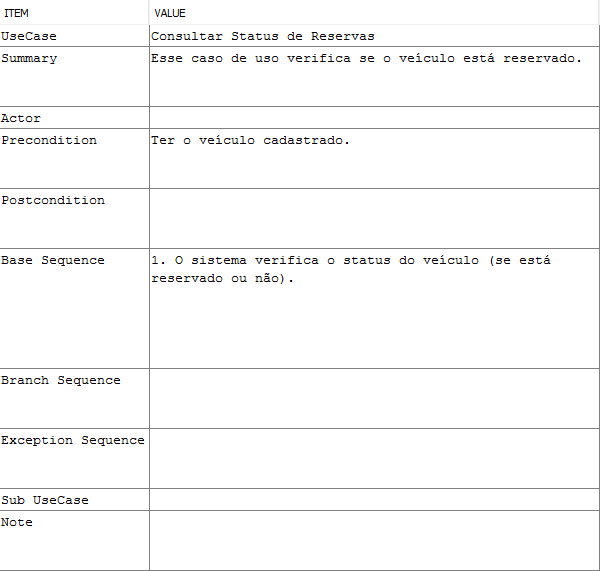 ITEM VALUE
UseCase Consultar Status de Reservas
Summary Esse caso de uso verifica se o veículo está reservado.
Actor
Precondition Ter o veículo cadastrado.
Postcondition
Base Sequence 1. O sistema verifica o status do veículo (se está
reservado ou não).
Branch Sequence
Exception Sequence
Sub UseCase
Note